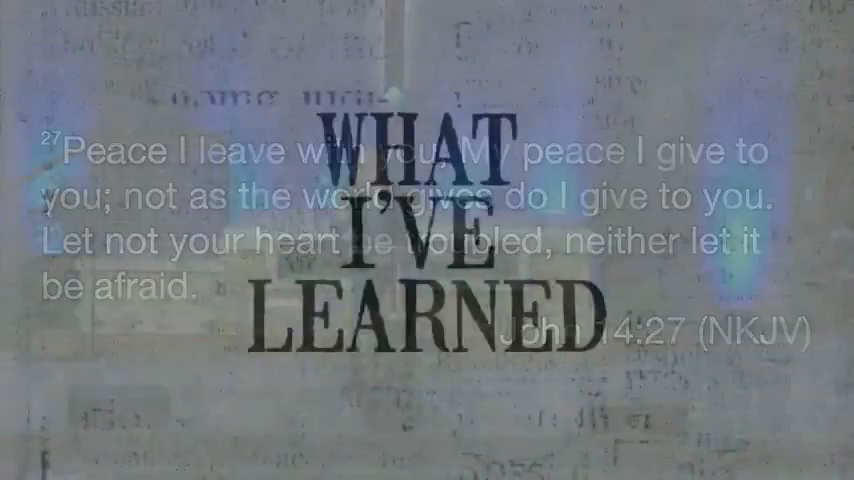 WHAT
I'VE
LEARNED
27Peace I leave with you, My peace I give to
you; not as the world gives do I give to you.
Let not your heart be troubled, neither let it
be afraid.
John 14:27 (NKJV)